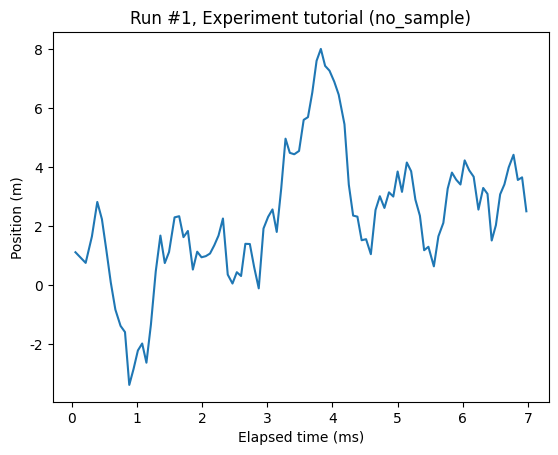 Run #1, Experiment tutorial (no_sample)
Position (m)
8
6
4
2
0
-2
0 1 2 3 4 5 6 7
Elapsed time (ms)